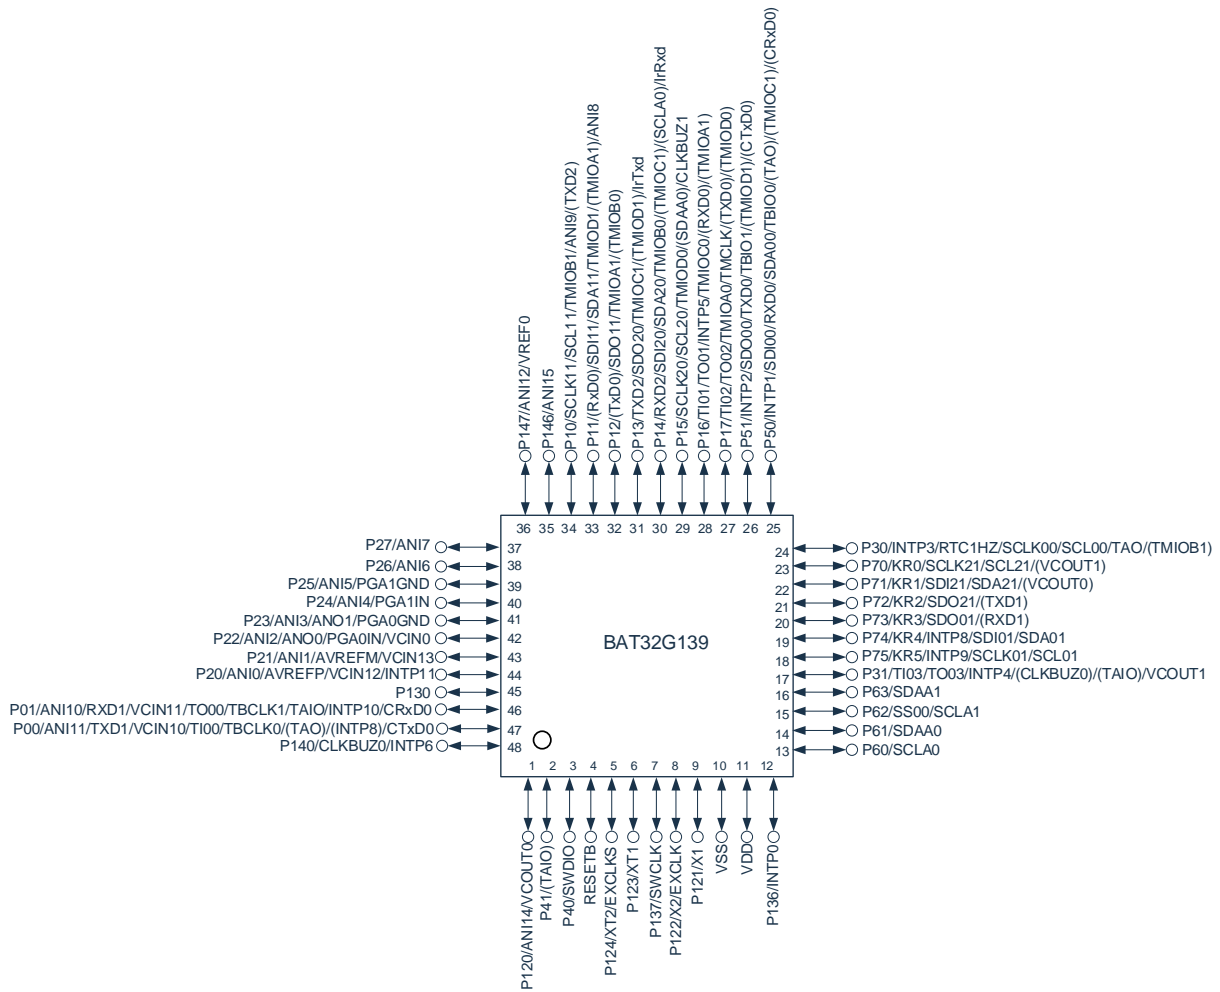 P147/ANI12/VREF0
P146/ANI15
P10/SCLK11/SCL11/TMIOB1/ANI9/(TXD2)
P11/(RxD0)/SDI11/SDA11/TMIOD1/(TMIOA1)/ANI8
P12/(TxD0)/SDO11/TMIOA1/(TMIOB0)
P13/TXD2/SDO20/TMIOC1/(TMIOD1)/IrTxd
P14/RXD2/SDI20/SDA20/TMIOB0/(TMIOC1)/(SCLA0)/IrRxd
P15/SCLK20/SCL20/TMIOD0/(SDAA0)/CLKBUZ1
P16/TI01/TO01/INTP5/TMIOC0/(RXD0)/(TMIOA1)
P17/TI02/TO02/TMIOA0/TMCLK/(TXD0)/(TMIOD0)
P51/INTP2/SDO00/TXD0/TBIO1/(TMIOD1)/(CTxD0)
P50/INTP1/SDI00/RXD0/SDA00/TBIO0/(TAO)/(TMIOC1)/(CRxD0)
36 35 34 33 32 31 30 29 28 27 26 25
P27/ANI7 37
P26/ANI6 38
P25/ANI5/PGA1GND 39
P24/ANI4/PGA1IN 40
P23/ANI3/ANO1/PGA0GND 41
P22/ANI2/ANO0/PGA0IN/VCIN0 42
P21/ANI1/AVREFM/VCIN13 43
P20/ANI0/AVREFP/VCIN12/INTP11 44
P130 45
P01/ANI10/RXD1/VCIN11/TO00/TBCLK1/TAIO/INTP10/CRxD0 46
P00/ANI11/TXD1/VCIN10/TI00/TBCLK0/(TAO)/(INTP8)/CTxD0 47
P140/CLKBUZ0/INTP6 48
BAT32G139
24 P30/INTP3/RTC1HZ/SCLK00/SCL00/TAO/(TMIOB1)
23 P70/KR0/SCLK21/SCL21/(VCOUT1)
22 P71/KR1/SDI21/SDA21/(VCOUT0)
21 P72/KR2/SDO21/(TXD1)
20 P73/KR3/SDO01/(RXD1)
19 P74/KR4/INTP8/SDI01/SDA01
18 P75/KR5/INTP9/SCLK01/SCL01
17 P31/TI03/TO03/INTP4/(CLKBUZ0)/(TAIO)/VCOUT1
16 P63/SDAA1
15 P62/SS00/SCLA1
14 P61/SDAA0
13 P60/SCLA0
1 2 3 4 5 6 7 8 9 10 11 12
P120/ANI14/VCOUT0
P41/(TAIO)
P40/SWDIO
RESETB
P124/XT2/EXCLKS
P123/XT1
P137/SWCLK
P122/X2/EXCLK
P121/X1
VSS
VDD
P136/INTP0